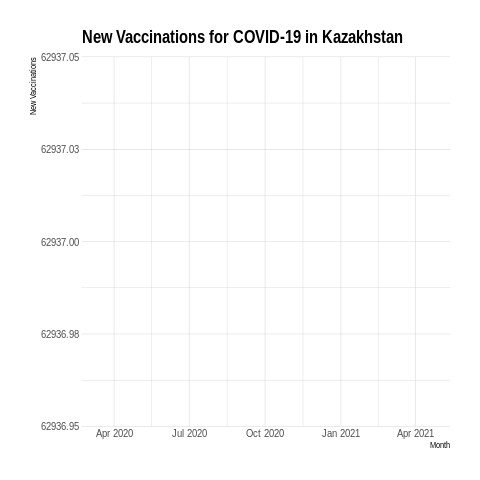 New Vaccinations for COVID-19 in Kazakhstan
New Vaccinations
62937.05
62937.03
62937.00
62936.98
62936.95
Apr 2020 Jul 2020 Oct 2020 Jan 2021 Apr 2021
Month